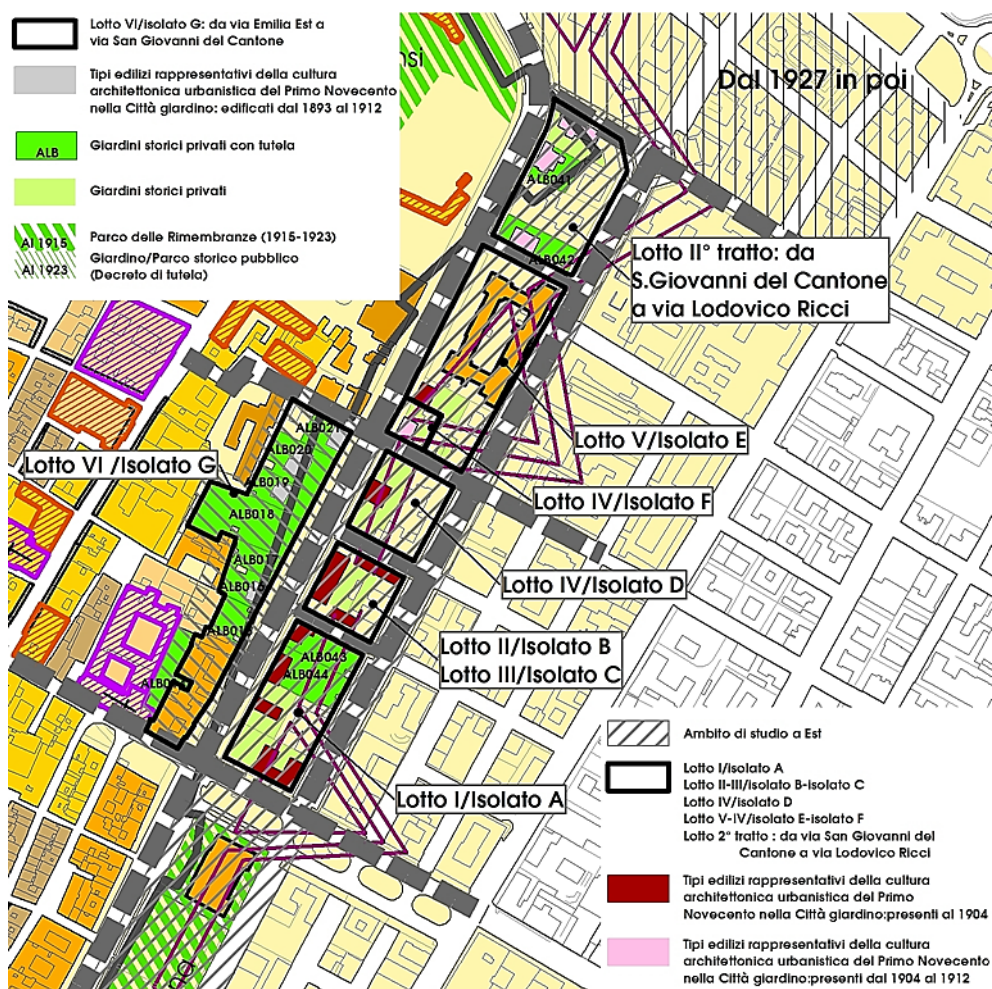 Lotto VI/isolato G: da via Emilia Est a
via San Giovanni del Cantone
Tipi edilizi rappresentativi della cultura
architettonica urbanistica del Primo Novecento
nella Città giardino: edificati dal 1893 al 1912
ALB
Giardini storici privati con tutela
Giardini storici privati
Al 1915
Parco delle Rimembranze (1915-1923)
Al 1923
Giardino/Parco storico pubblico
(Decreto di tutela)
nsi
Dal 1927 in poi
ALB041
ALB042
Lotto II° tratto: da
S.Giovanni del Cantone
a via Lodovico Ricci
Lotto V/Isolato E
Lotto IV/Isolato F
Lotto IV/Isolato D
Lotto II/Isolato B
Lotto III/Isolato C
Lotto I/Isolato A
Lotto VI /Isolato G
ALB021
ALB020
ALB019
ALB018
ALB017
ALB016
ALB043
ALB044
Ambito di studio a Est
Lotto I/isolato A
Lotto II-III/isolato B-isolato C
Lotto IV/isolato D
Lotto V-IV/isolato E-isolato F
Lotto 2° tratto : da via San Giovanni del
Cantone a via Lodovico Ricci
Tipi edilizi rappresentativi della cultura
architettonica urbanistica del Primo
Novecento nella Città giardino:presenti al 1904
Tipi edilizi rappresentativi della cultura
architettonica urbanistica del Primo Novecento
nella Città giardino:presenti dal 1904 al 1912